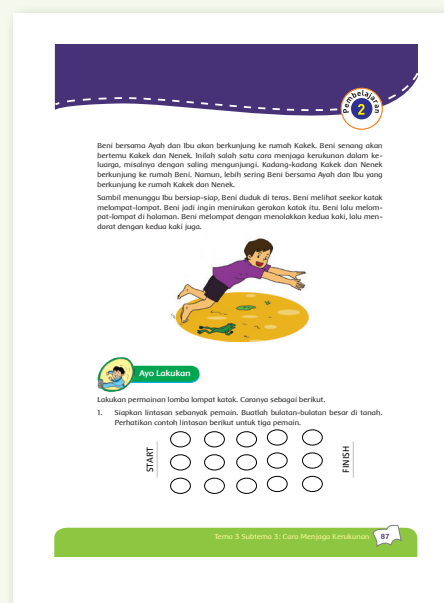 Pembelajaran
2
Beni bersama Ayah dan Ibu akan berkunjung ke rumah Kakek. Beni senang akan
bertemu Kakek dan Nenek. Inilah salah satu cara menjaga kerukunan dalam ke-
luarga, misalnya dengan saling mengunjungi. Kadang-kadang Kakek dan Nenek
berkunjung ke rumah Beni. Namun, lebih sering Beni bersama Ayah dan Ibu yang
berkunjung ke rumah Kakek dan Nenek.
Sambil menunggu Ibu bersiap-siap, Beni duduk di teras. Beni melihat seekor katak
melompat-lompat. Beni jadi ingin menirukan gerakan katak itu. Beni lalu melom-
pat-lompat di halaman. Beni melompat dengan menolakkan kedua kaki, lalu men-
darat dengan kedua kaki juga.
Ayo Lakukan
Lakukan permainan lomba lompat katak. Caranya sebagai berikut.
1. Siapkan lintasan sebanyak pemain. Buatlah bulatan-bulatan besar di tanah.
Perhatikan contoh lintasan berikut untuk tiga pemain.
START
FINISH
Tema 3 Subtema 3: Cara Menjaga Kerukunan
87